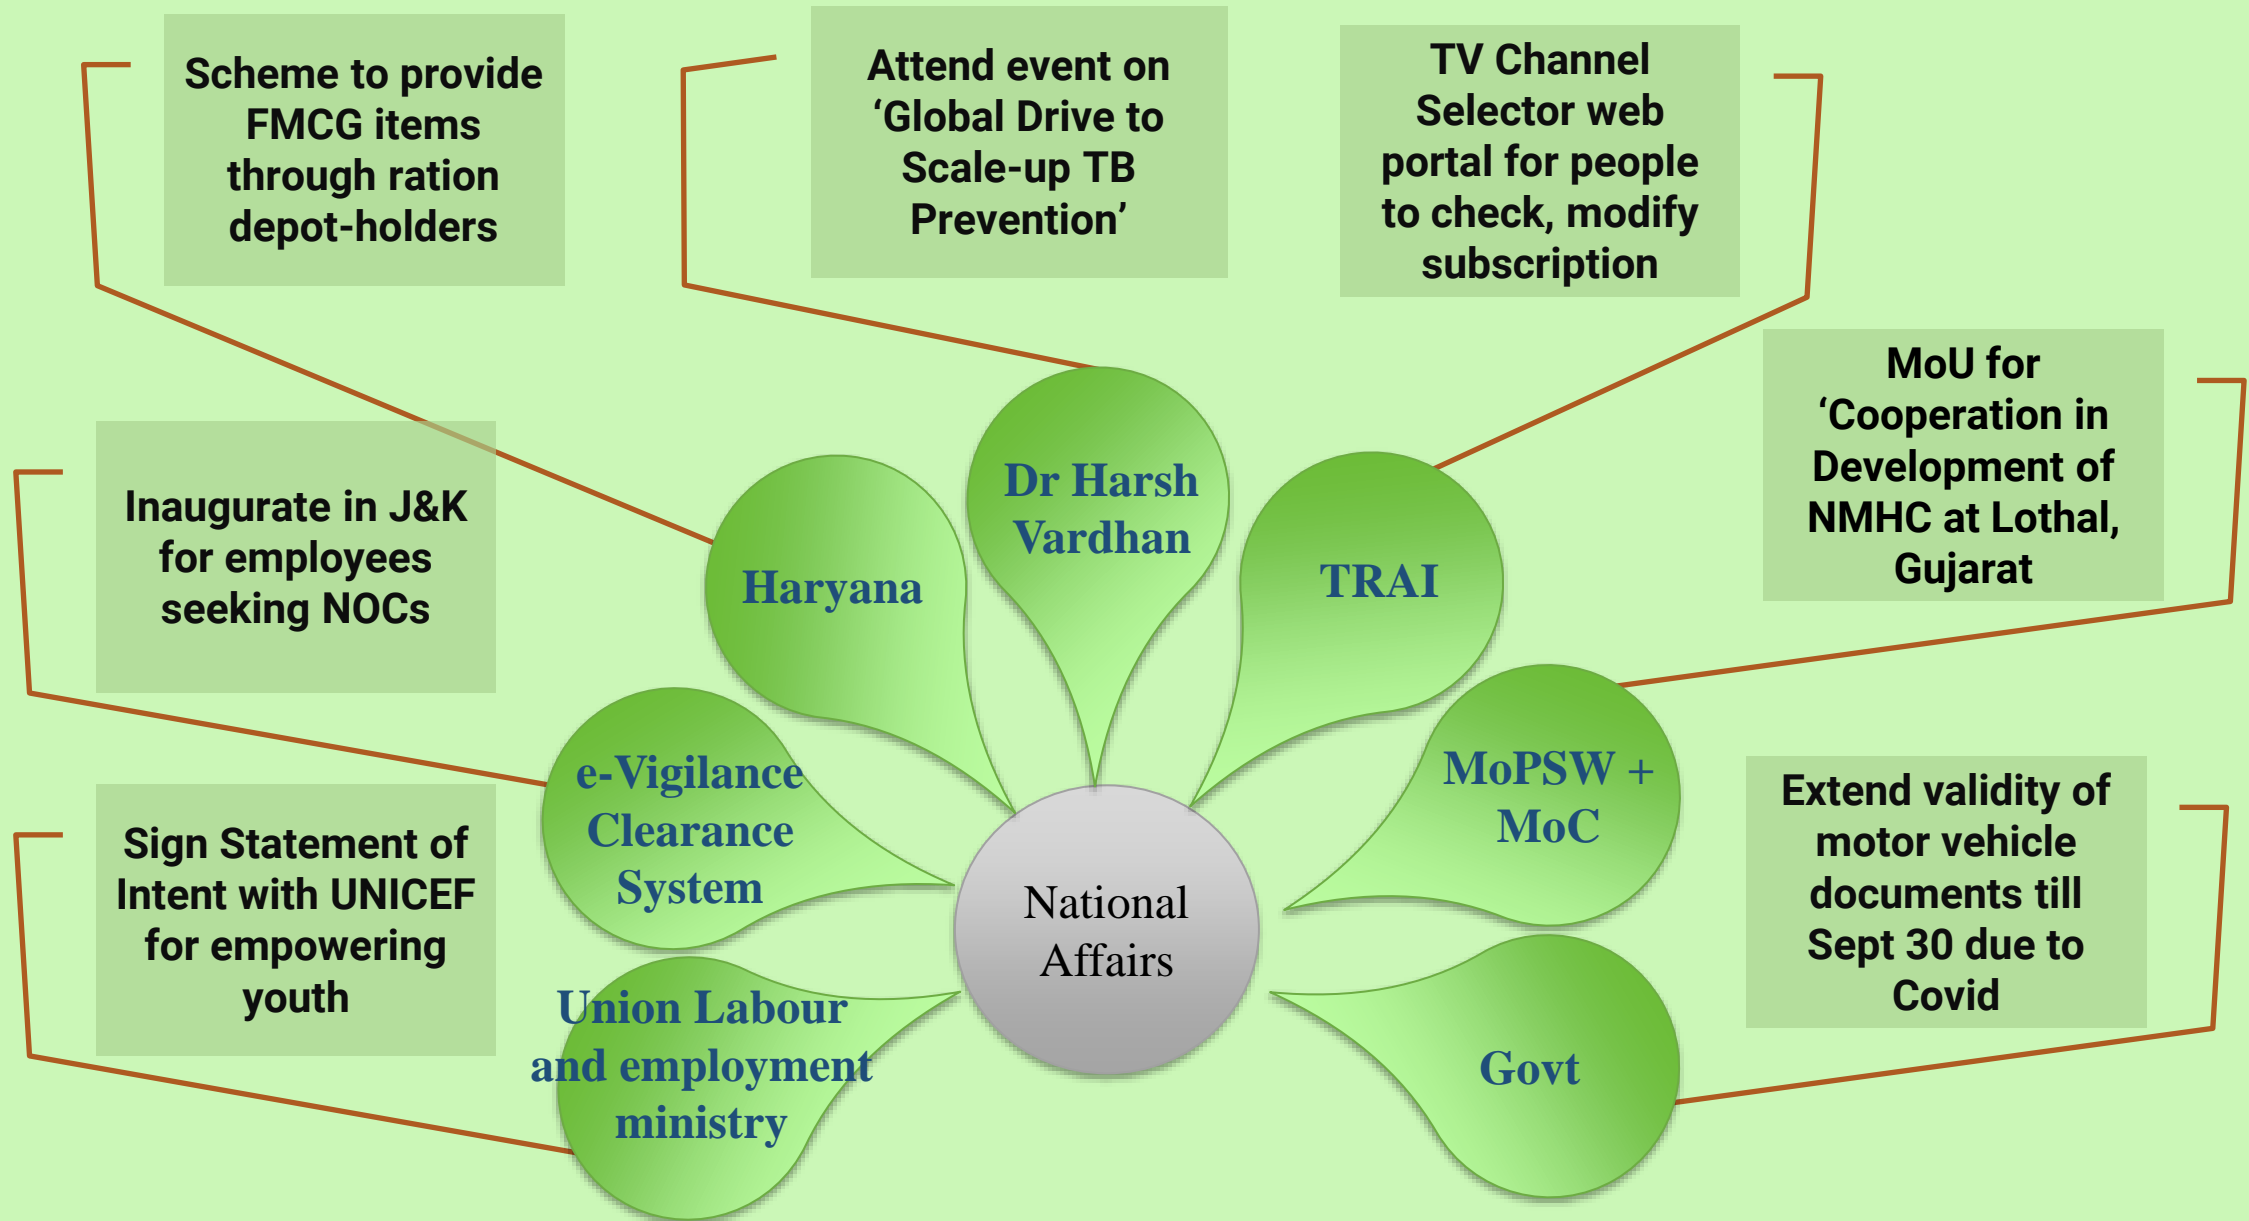 Scheme to provide
FMCG items
through ration
depot-holders
Attend event on
‘Global Drive to
Scale-up TB
Prevention’
TV Channel
Selector web
portal for people
to check, modify
subscription
MoU for
‘Cooperation in
Development of
NMHC at Lothal,
Gujarat
Inaugurate in J&K
for employees
seeking NOCs
Dr Harsh
Vardhan
Haryana
TRAI
e-Vigilance
Clearance
System
MoPSW +
MoC
Extend validity of
motor vehicle
documents till
Sept 30 due to
Covid
Sign Statement of
Intent with UNICEF
for empowering
youth
National
Affairs
Union Labour
and employment
ministry
Govt